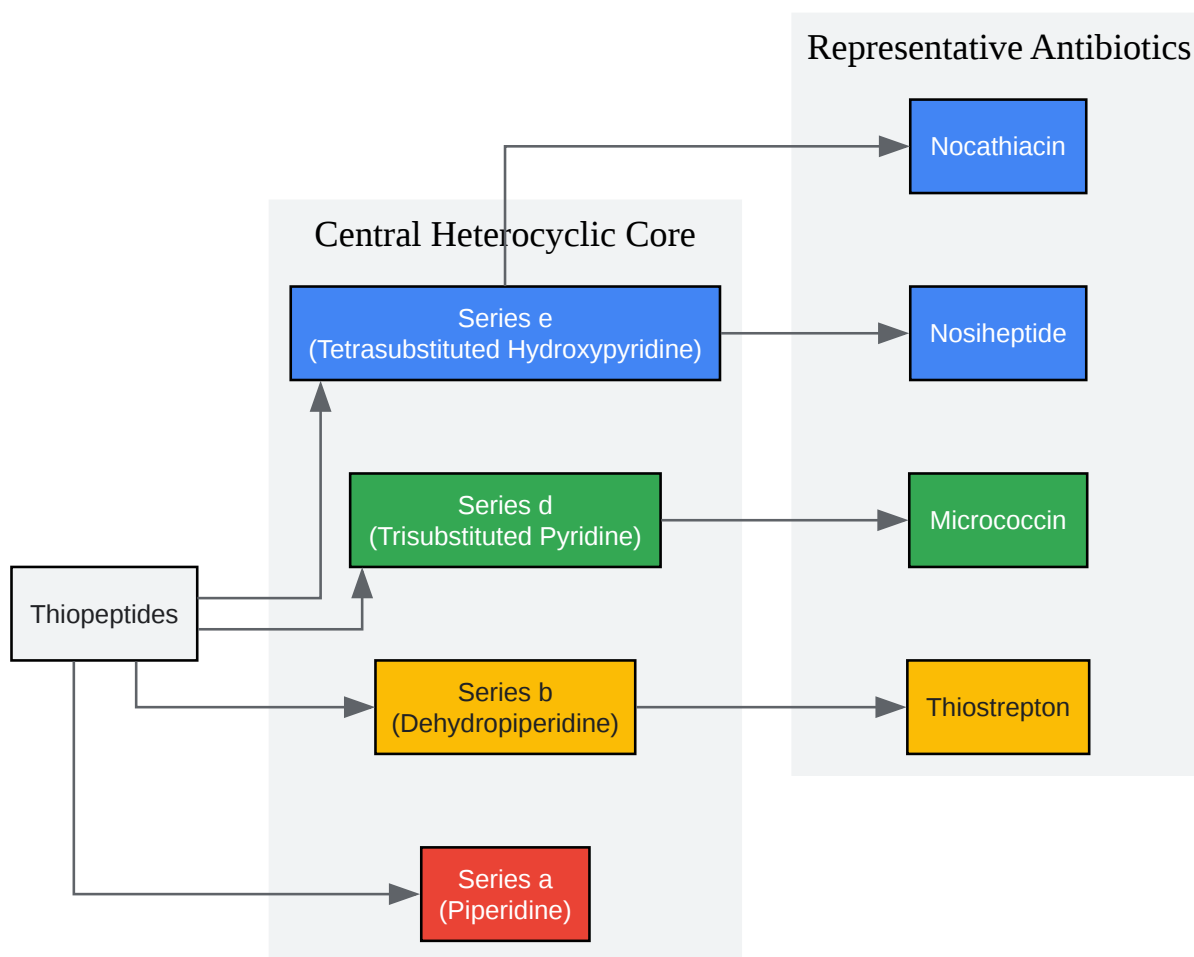 Representative Antibiotics
Nocathiacin
Central Heterocyclic Core
Series e
(Tetrasubstituted Hydroxypyridine)
Nosiheptide
Series d
(Trisubstituted Pyridine)
Micrococcin
Thiopeptides
Series b
(Dehydropiperidine)
Thiostrepton
Series a
(Piperidine)